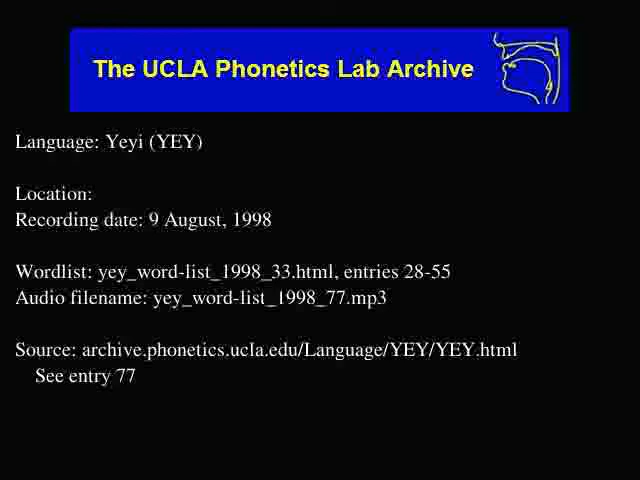 The UCLA Phonetics Lab Archive
Language: Yeyi (YEY)
Location:
Recording date: 9 August, 1998
Wordlist: yey_word-list_1998_33.html, entries 28-55
Audio filename: yey_word-list_1998_77.mp3
Source: archive.phonetics.ucla.edu/Language/YEY/YEY.html
See entry 77